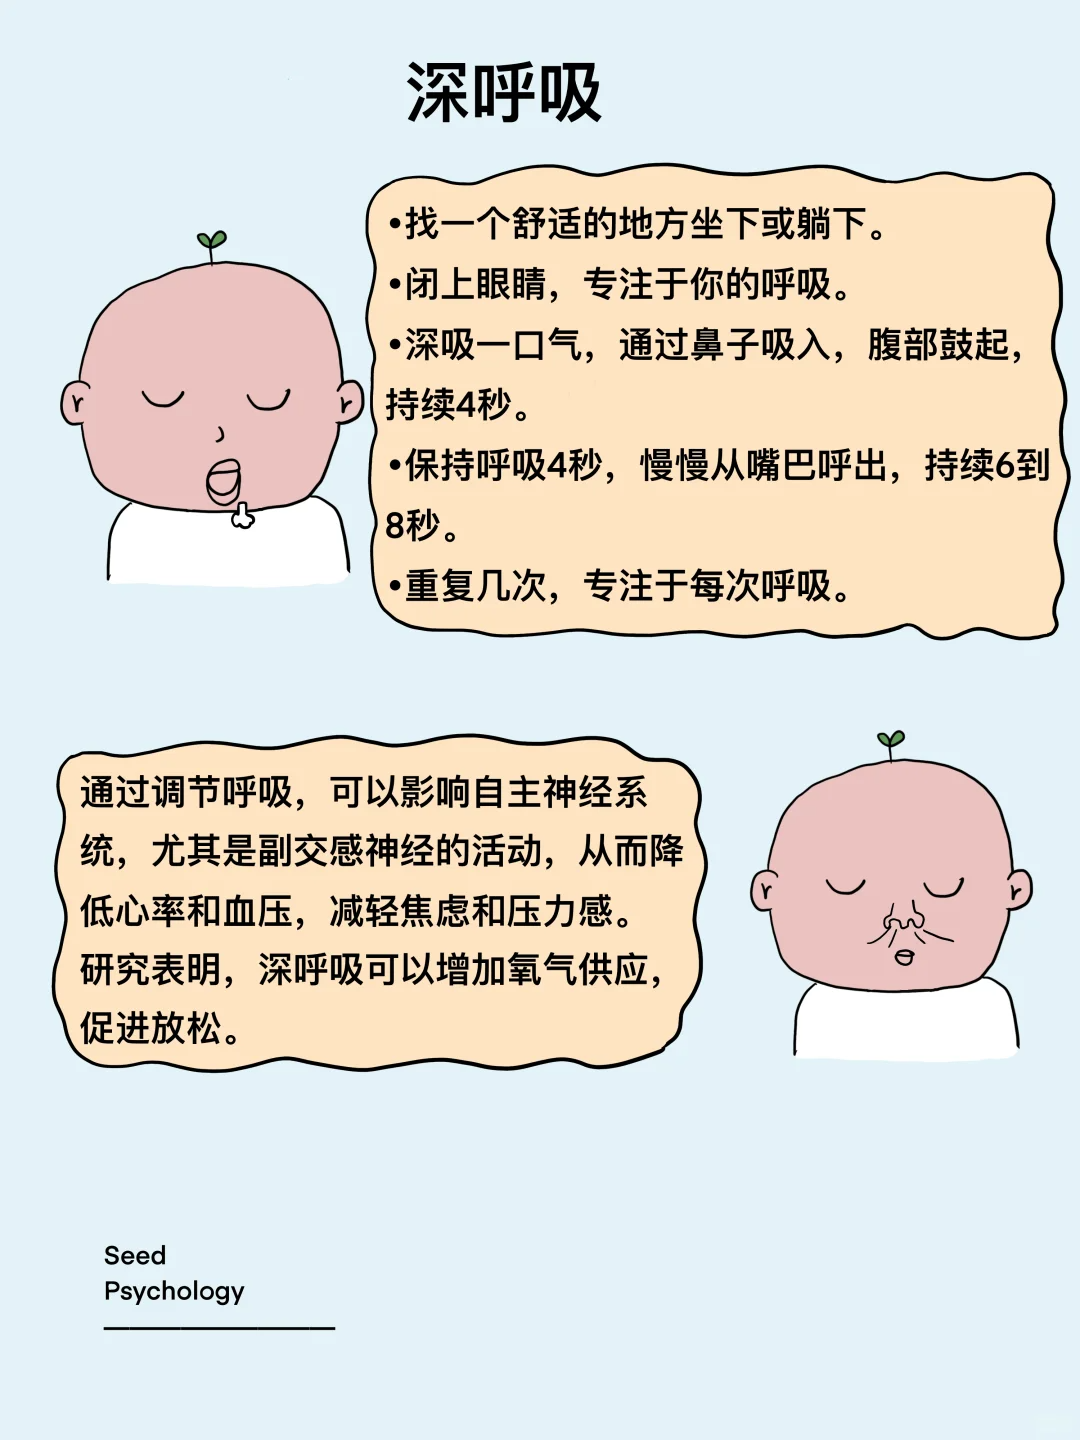 深呼吸
•找一个舒适的地方坐下或躺下。
•闭上眼睛，专注于你的呼吸。
•深吸一口气，通过鼻子吸入，腹部鼓起，
持续4秒。
•保持呼吸4秒，慢慢从嘴巴呼出，持续6到
8秒。
•重复几次，专注于每次呼吸。
通过调节呼吸，可以影响自主神经系
统，尤其是副交感神经的活动，从而降
低心率和血压，减轻焦虑和压力感。
研究表明，深呼吸可以增加氧气供应，
促进放松。
Seed
Psychology